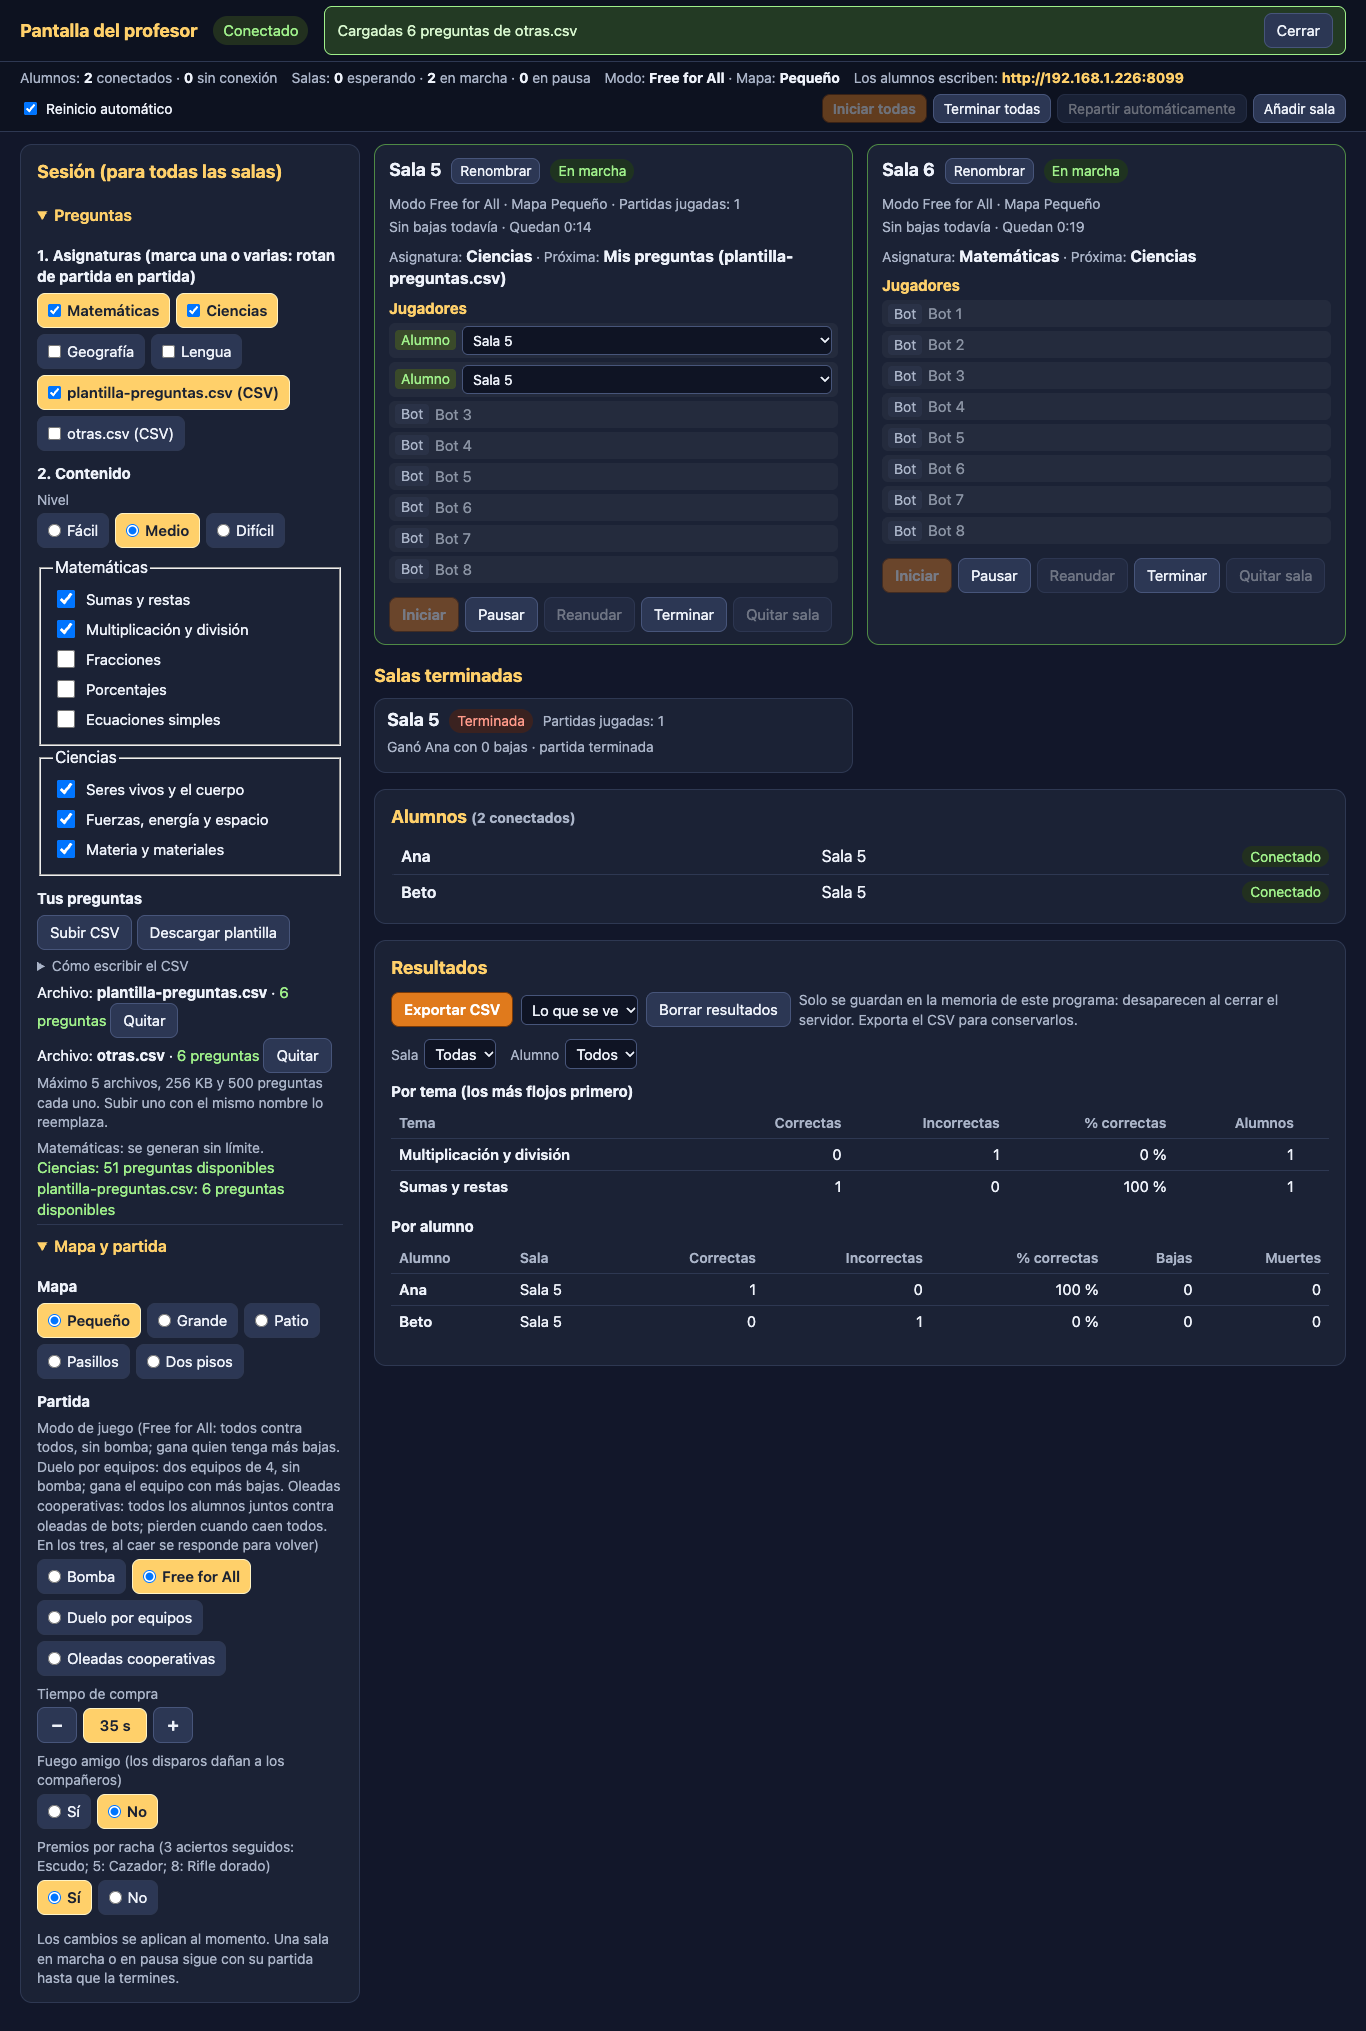 Pantalla del profesor
Conectado
Cargadas 6 preguntas de otras.csv
Cerrar
Alumnos: 2 conectados · 0 sin conexión Salas: 0 esperando · 2 en marcha · 0 en pausa Modo: Free for All · Mapa: Pequeño Los alumnos escriben: http://192.168.1.226:8099
Reinicio automático
Iniciar todas
Terminar todas
Repartir automáticamente
Añadir sala
Sesión (para todas las salas)
▼ Preguntas
1. Asignaturas (marca una o varias: rotan
de partida en partida)
Matemáticas
Ciencias
Geografía
Lengua
plantilla-preguntas.csv (CSV)
otras.csv (CSV)
2. Contenido
Nivel
Fácil
Medio
Difícil
Matemáticas
Sumas y restas
Multiplicación y división
Fracciones
Porcentajes
Ecuaciones simples
Ciencias
Seres vivos y el cuerpo
Fuerzas, energía y espacio
Materia y materiales
Tus preguntas
Subir CSV
Descargar plantilla
▶ Cómo escribir el CSV
Archivo: plantilla-preguntas.csv · 6
preguntas
Quitar
Archivo: otras.csv · 6 preguntas
Quitar
Máximo 5 archivos, 256 KB y 500 preguntas
cada uno. Subir uno con el mismo nombre lo
reemplaza.
Matemáticas: se generan sin límite.
Ciencias: 51 preguntas disponibles
plantilla-preguntas.csv: 6 preguntas
disponibles
▼ Mapa y partida
Mapa
Pequeño
Grande
Patio
Pasillos
Dos pisos
Partida
Modo de juego (Free for All: todos contra
todos, sin bomba; gana quien tenga más bajas.
Duelo por equipos: dos equipos de 4, sin
bomba; gana el equipo con más bajas. Oleadas
cooperativas: todos los alumnos juntos contra
oleadas de bots; pierden cuando caen todos.
En los tres, al caer se responde para volver)
Bomba
Free for All
Duelo por equipos
Oleadas cooperativas
Tiempo de compra
−
35 s
+
Fuego amigo (los disparos dañan a los
compañeros)
Sí
No
Premios por racha (3 aciertos seguidos:
Escudo; 5: Cazador; 8: Rifle dorado)
Sí
No
Los cambios se aplican al momento. Una sala
en marcha o en pausa sigue con su partida
hasta que la termines.
Sala 5
Renombrar
En marcha
Modo Free for All · Mapa Pequeño · Partidas jugadas: 1
Sin bajas todavía · Quedan 0:14
Asignatura: Ciencias · Próxima: Mis preguntas (plantilla-
preguntas.csv)
Jugadores
Alumno Sala 5
Alumno Sala 5
Bot Bot 3
Bot Bot 4
Bot Bot 5
Bot Bot 6
Bot Bot 7
Bot Bot 8
Iniciar
Pausar
Reanudar
Terminar
Quitar sala
Sala 6
Renombrar
En marcha
Modo Free for All · Mapa Pequeño
Sin bajas todavía · Quedan 0:19
Asignatura: Matemáticas · Próxima: Ciencias
Jugadores
Bot Bot 1
Bot Bot 2
Bot Bot 3
Bot Bot 4
Bot Bot 5
Bot Bot 6
Bot Bot 7
Bot Bot 8
Iniciar
Pausar
Reanudar
Terminar
Quitar sala
Salas terminadas
Sala 5
Terminada
Partidas jugadas: 1
Ganó Ana con 0 bajas · partida terminada
Alumnos (2 conectados)
Ana Sala 5 Conectado
Beto Sala 5 Conectado
Resultados
Exportar CSV
Lo que se ve
Borrar resultados
Solo se guardan en la memoria de este programa: desaparecen al cerrar el
servidor. Exporta el CSV para conservarlos.
Sala Todas Alumno Todos
Por tema (los más flojos primero)
Tema Correctas Incorrectas % correctas Alumnos
Multiplicación y división 0 1 0 % 1
Sumas y restas 1 0 100 % 1
Por alumno
Alumno Sala Correctas Incorrectas % correctas Bajas Muertes
Ana Sala 5 1 0 100 % 0 0
Beto Sala 5 0 1 0 % 0 0